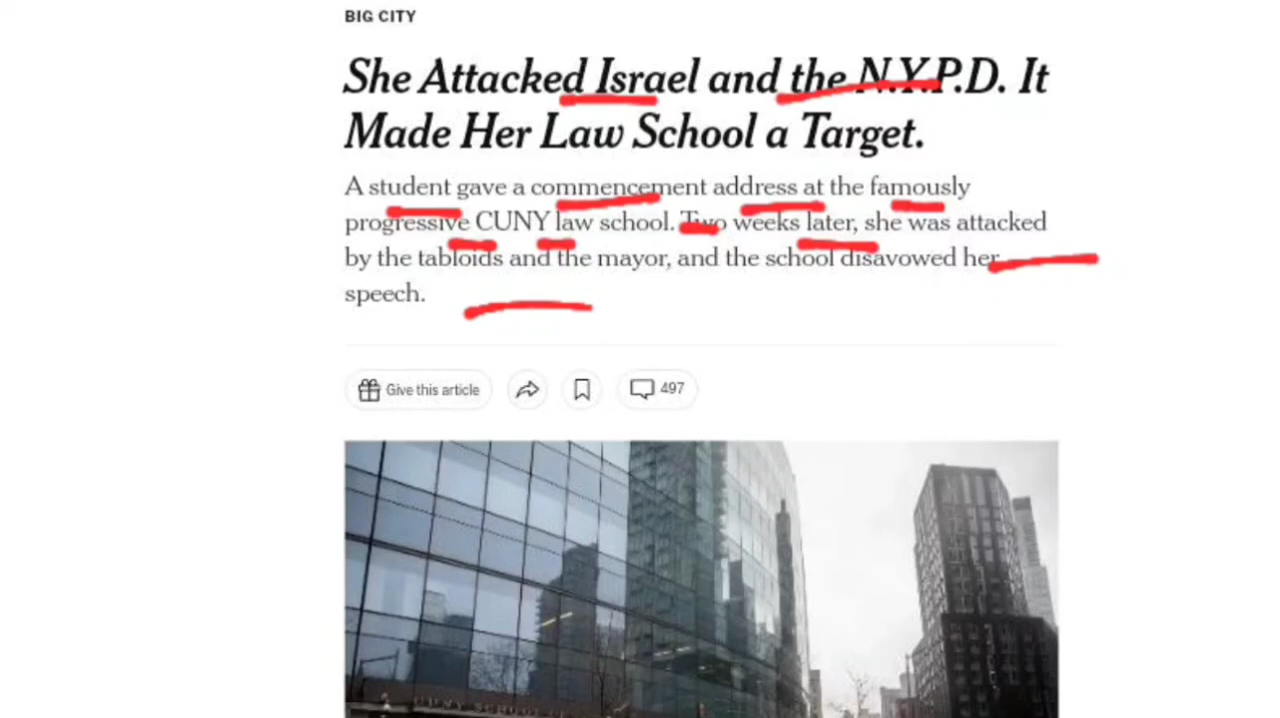 BIG CITY
She Attacked Israel and the N.Y.P.D. It
Made Her Law School a Target.
A student gave a commencement address at the famously
progressive CUNY law school. Two weeks later, she was attacked
by the tabloids and the mayor, and the school disavowed her
speech.
Give this article
497
CUNY SCHOOL